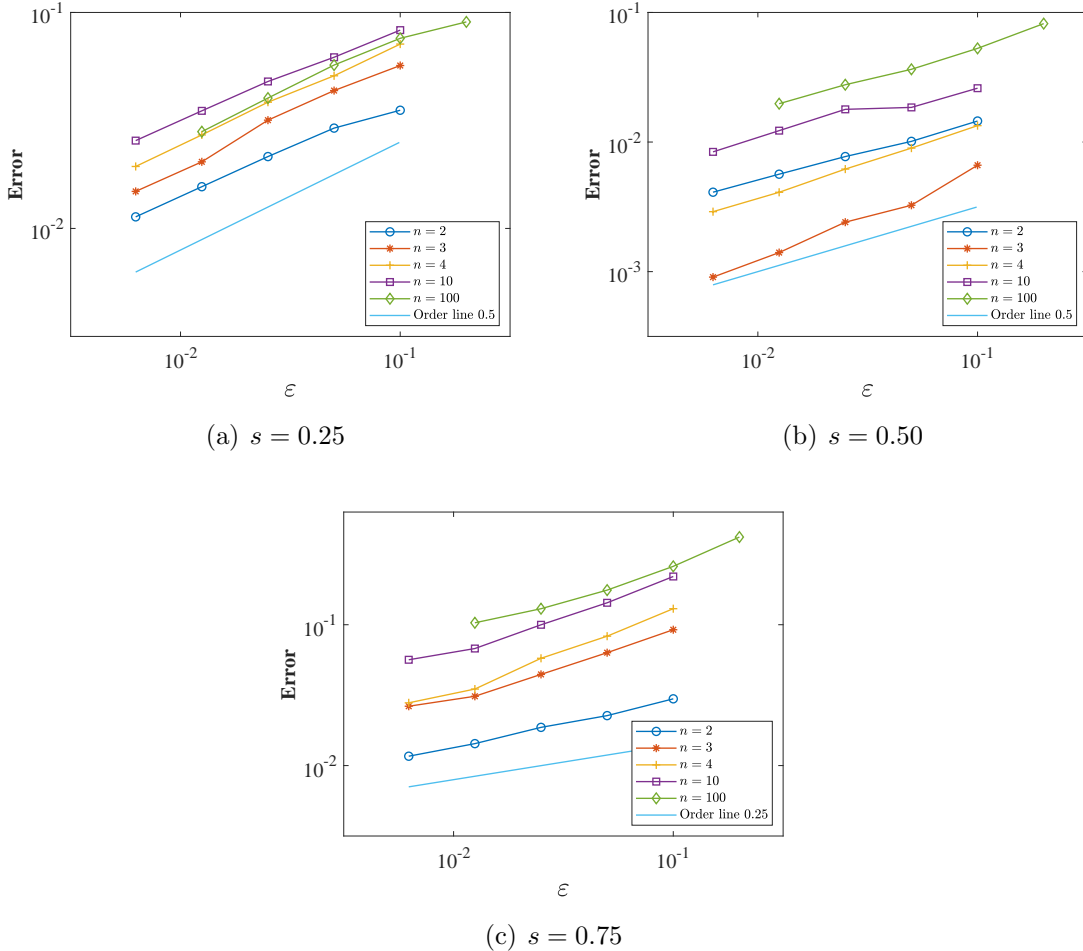 10^{-1}
10^{-2}
Error
10^{-2}
10^{-1}
ε
n = 2
n = 3
n = 4
n = 10
n = 100
Order line 0.5
(a) s = 0.25
10^{-1}
10^{-2}
10^{-3}
Error
10^{-2}
10^{-1}
ε
n = 2
n = 3
n = 4
n = 10
n = 100
Order line 0.5
(b) s = 0.50
10^{-1}
10^{-2}
Error
10^{-2}
10^{-1}
ε
n = 2
n = 3
n = 4
n = 10
n = 100
Order line 0.25
(c) s = 0.75